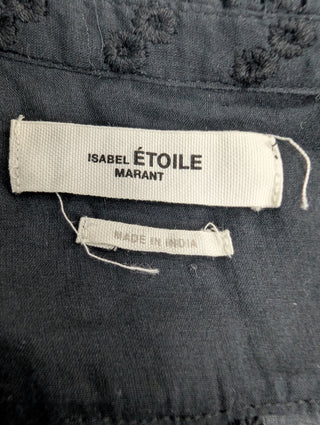 ISABEL ÉTOILE
MARANT
MADE IN INDIA